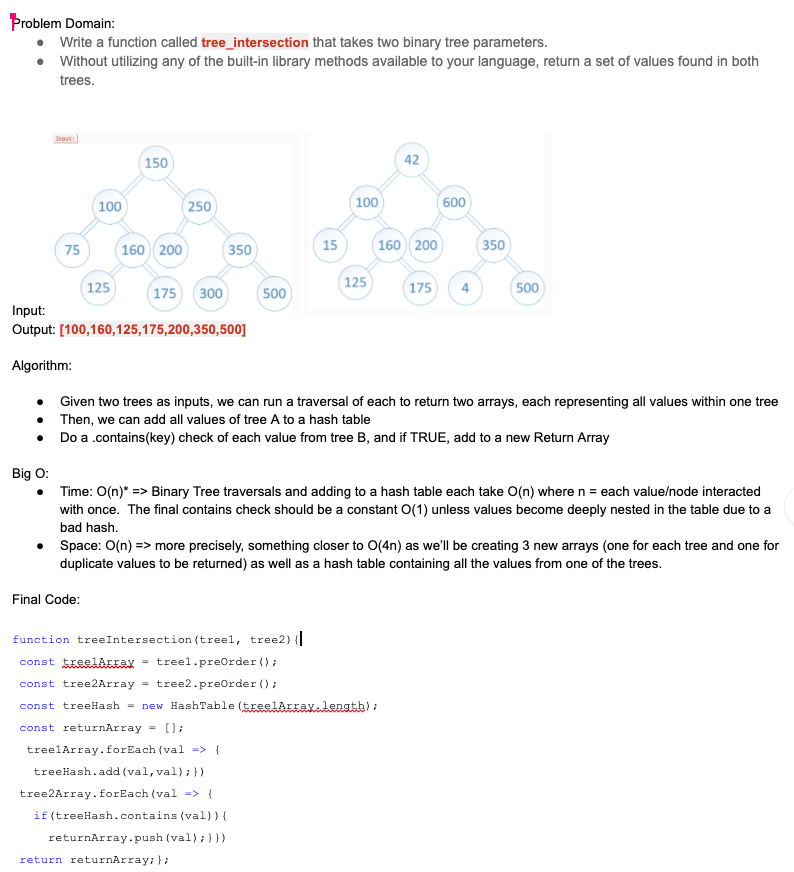 Problem Domain:
● Write a function called tree_intersection that takes two binary tree parameters.
● Without utilizing any of the built-in library methods available to your language, return a set of values found in both
trees.
Input:
150
42
100
250
100
600
75
160
200
350
15
160
200
350
125
175
300
500
125
175
4
500
Input:
Output: [100,160,125,175,200,350,500]
Algorithm:
● Given two trees as inputs, we can run a traversal of each to return two arrays, each representing all values within one tree
● Then, we can add all values of tree A to a hash table
● Do a .contains(key) check of each value from tree B, and if TRUE, add to a new Return Array
Big O:
● Time: O(n)* => Binary Tree traversals and adding to a hash table each take O(n) where n = each value/node interacted
with once.  The final contains check should be a constant O(1) unless values become deeply nested in the table due to a
bad hash.
● Space: O(n) => more precisely, something closer to O(4n) as we'll be creating 3 new arrays (one for each tree and one for
duplicate values to be returned) as well as a hash table containing all the values from one of the trees.
Final Code:
function treeIntersection(tree1, tree2){
const tree1Array = tree1.preOrder();
const tree2Array = tree2.preOrder();
const treeHash = new HashTable(tree1Array.length);
const returnArray = [];
tree1Array.forEach(val => {
treeHash.add(val,val);})
tree2Array.forEach(val => {
if(treeHash.contains(val)){
returnArray.push(val);}})
return returnArray;};